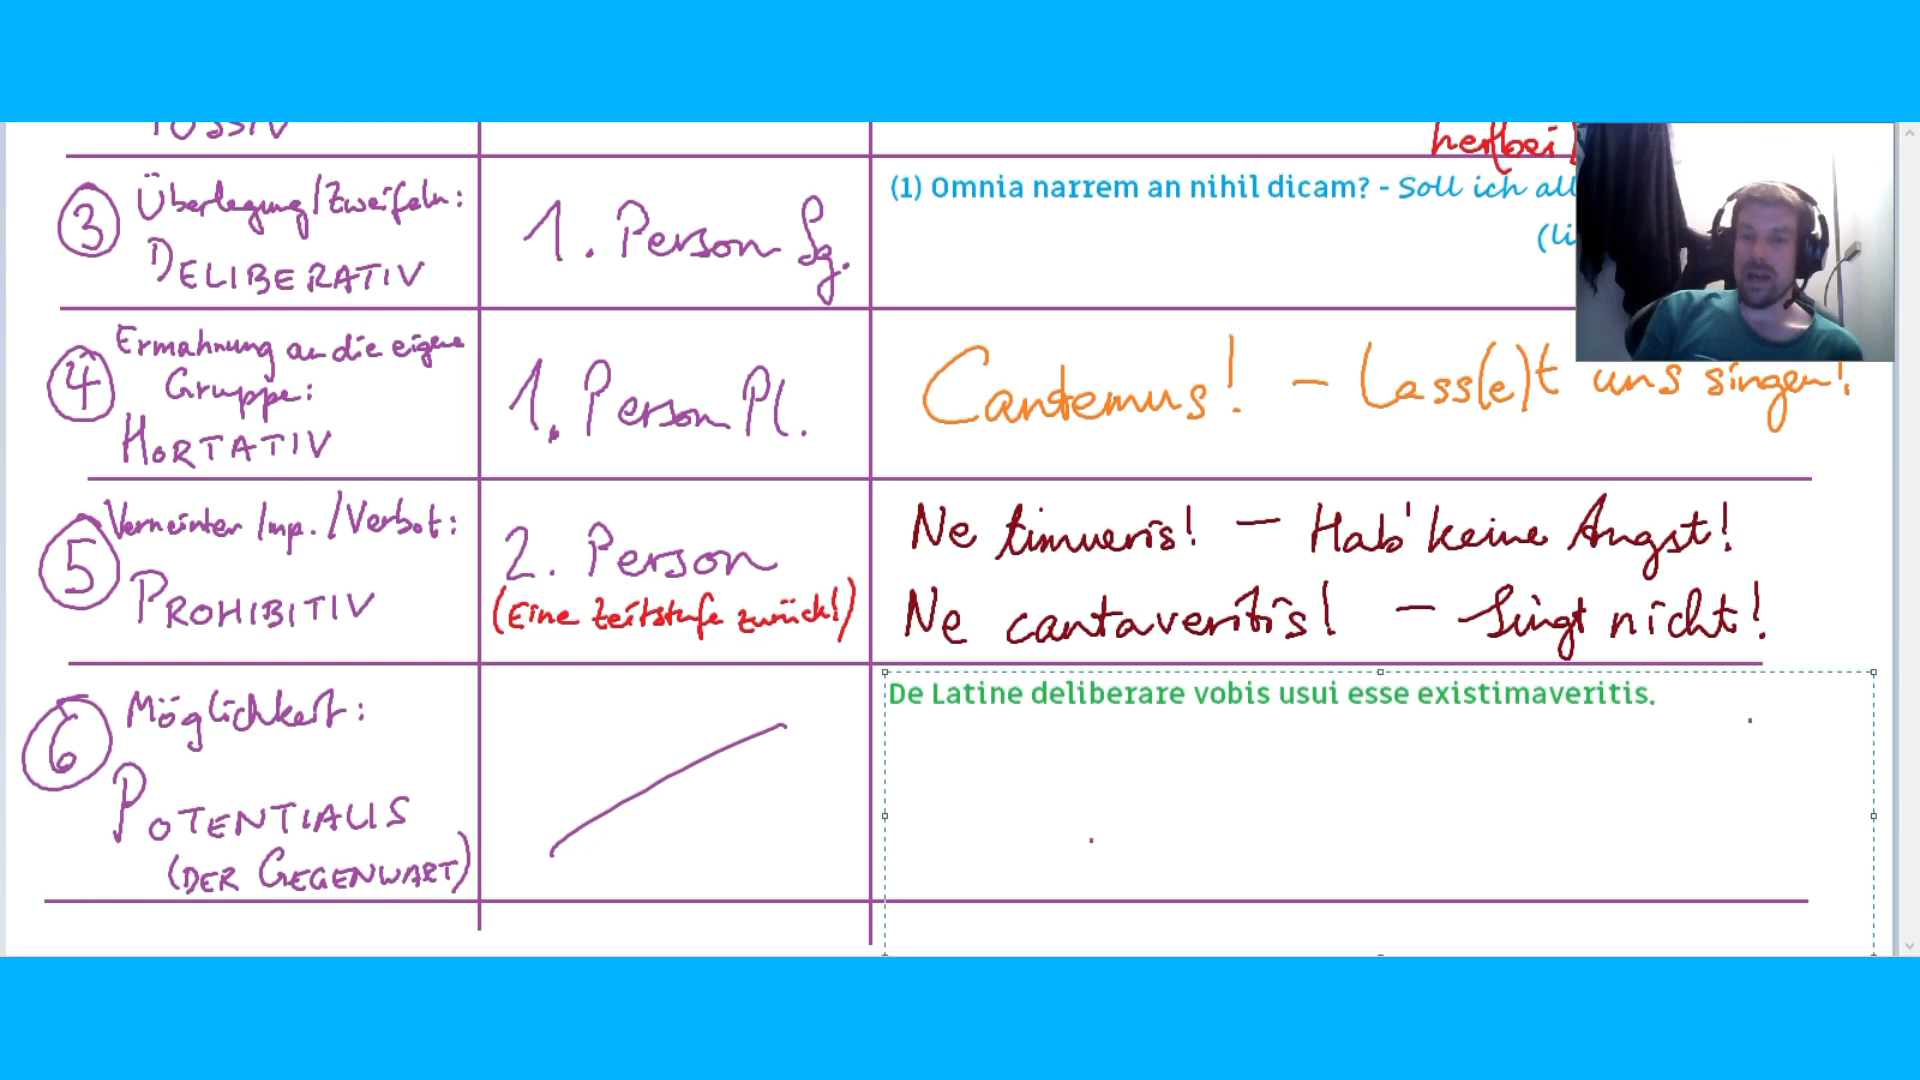 ③ Überlegung/Zweifeln:
DELIBERATIV
1. Person Sg.
(1) Omnia narrem an nihil dicam? - Soll ich all
(li
④ Ermahnung an die eigene
Gruppe:
HORTATIV
1. Person Pl.
Cantemus! – Lass(e)t uns singen!
⑤ Verneinter Imp./Verbot:
PROHIBITIV
2. Person
(Eine Zeitstufe zurück!)
Ne timueris! – Hab' keine Angst!
Ne cantaveritis! – Singt nicht!
⑥ Möglichkeit:
POTENTIALIS
(DER GEGENWART)
De Latine deliberare vobis usui esse existimaveritis.